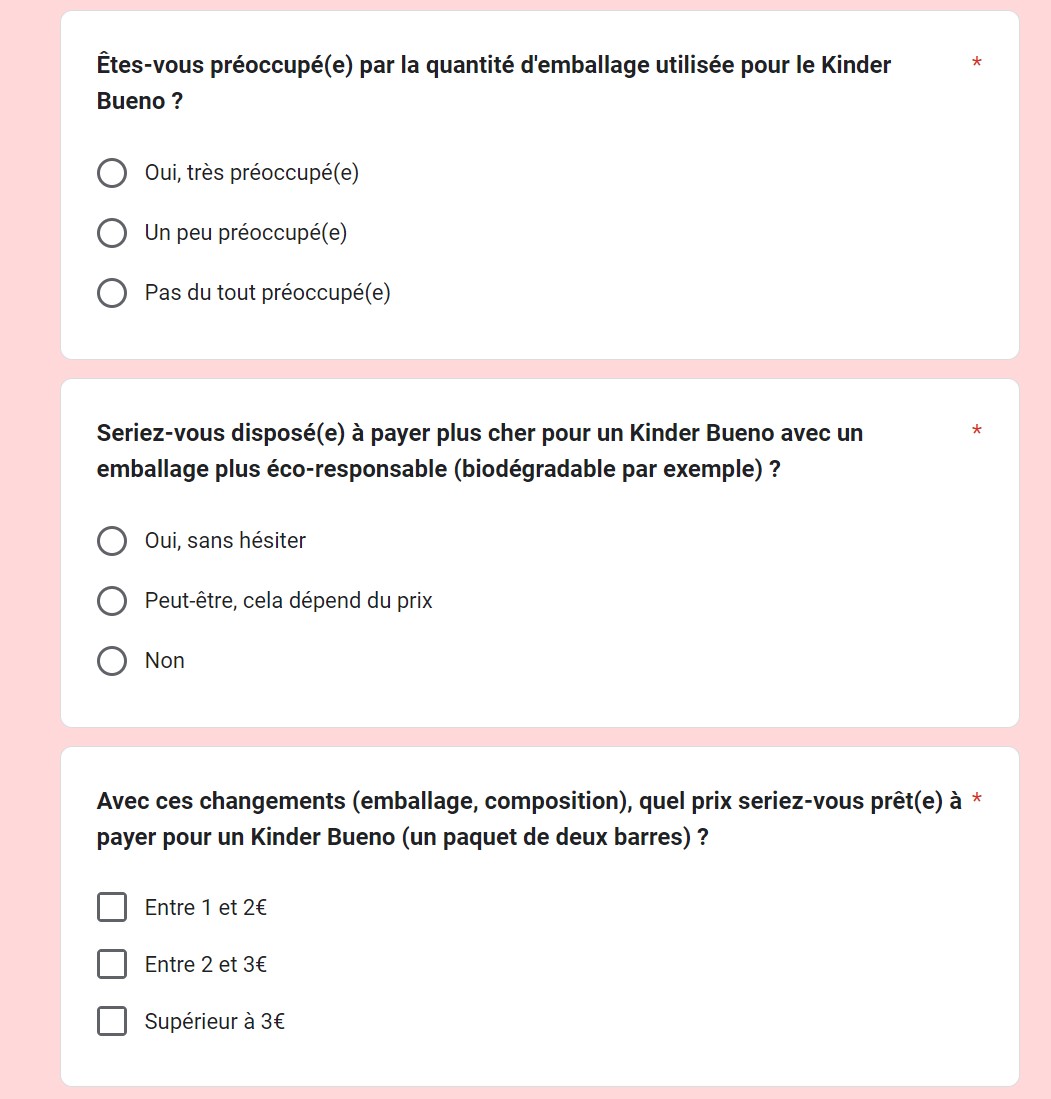 Êtes-vous préoccupé(e) par la quantité d'emballage utilisée pour le Kinder *
Bueno ?
Oui, très préoccupé(e)
Un peu préoccupé(e)
Pas du tout préoccupé(e)
Seriez-vous disposé(e) à payer plus cher pour un Kinder Bueno avec un *
emballage plus éco-responsable (biodégradable par exemple) ?
Oui, sans hésiter
Peut-être, cela dépend du prix
Non
Avec ces changements (emballage, composition), quel prix seriez-vous prêt(e) à *
payer pour un Kinder Bueno (un paquet de deux barres) ?
Entre 1 et 2€
Entre 2 et 3€
Supérieur à 3€